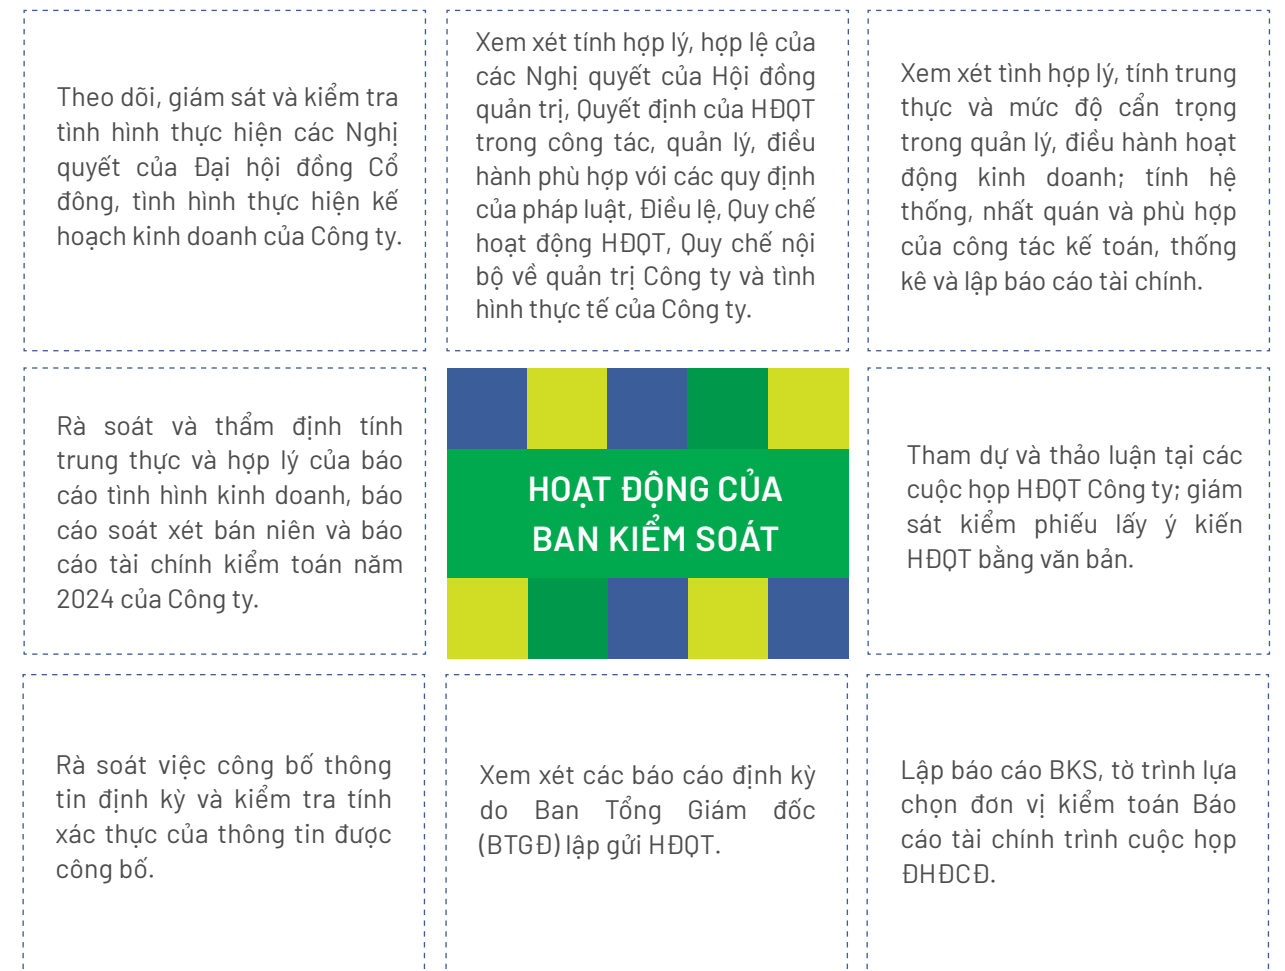 Theo dõi, giám sát và kiểm tra
tình hình thực hiện các Nghị
quyết của Đại hội đồng Cổ
đông, tình hình thực hiện kế
hoạch kinh doanh của Công ty.
Xem xét tính hợp lý, hợp lệ của
các Nghị quyết của Hội đồng
quản trị, Quyết định của HĐQT
trong công tác, quản lý, điều
hành phù hợp với các quy định
của pháp luật, Điều lệ, Quy chế
hoạt động HĐQT, Quy chế nội
bộ về quản trị Công ty và tình
hình thực tế của Công ty.
Xem xét tình hợp lý, tính trung
thực và mức độ cẩn trọng
trong quản lý, điều hành hoạt
động kinh doanh; tính hệ
thống, nhất quán và phù hợp
của công tác kế toán, thống
kê và lập báo cáo tài chính.
Rà soát và thẩm định tính
trung thực và hợp lý của báo
cáo tình hình kinh doanh, báo
cáo soát xét bán niên và báo
cáo tài chính kiểm toán năm
2024 của Công ty.
HOẠT ĐỘNG CỦA
BAN KIỂM SOÁT
Tham dự và thảo luận tại các
cuộc họp HĐQT Công ty; giám
sát kiểm phiếu lấy ý kiến
HĐQT bằng văn bản.
Rà soát việc công bố thông
tin định kỳ và kiểm tra tính
xác thực của thông tin được
công bố.
Xem xét các báo cáo định kỳ
do Ban Tổng Giám đốc
(BTGĐ) lập gửi HĐQT.
Lập báo cáo BKS, tờ trình lựa
chọn đơn vị kiểm toán Báo
cáo tài chính trình cuộc họp
ĐHĐCĐ.